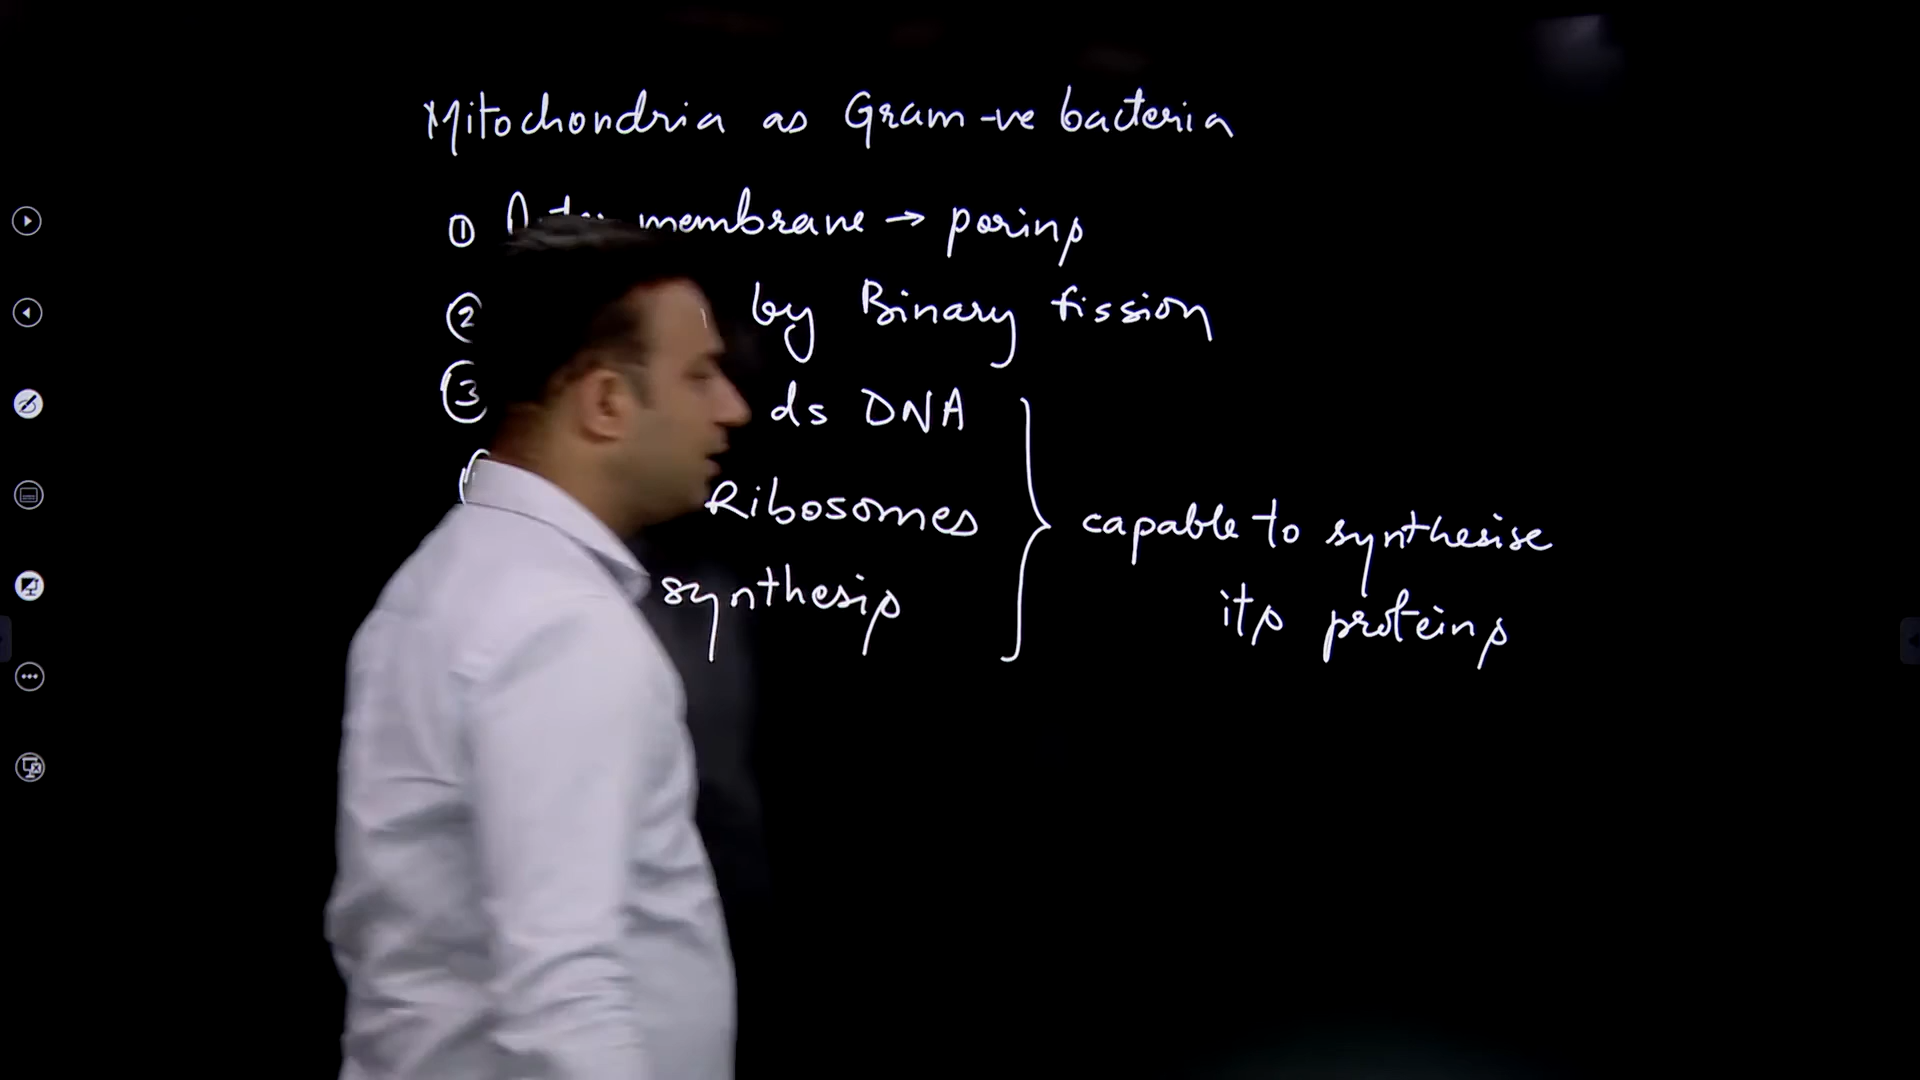 Mitochondria as Gram -ve bacteria
① membrane → porins
② by Binary fission
③ ds DNA
Ribosomes
synthesis
capable to synthesise
its proteins